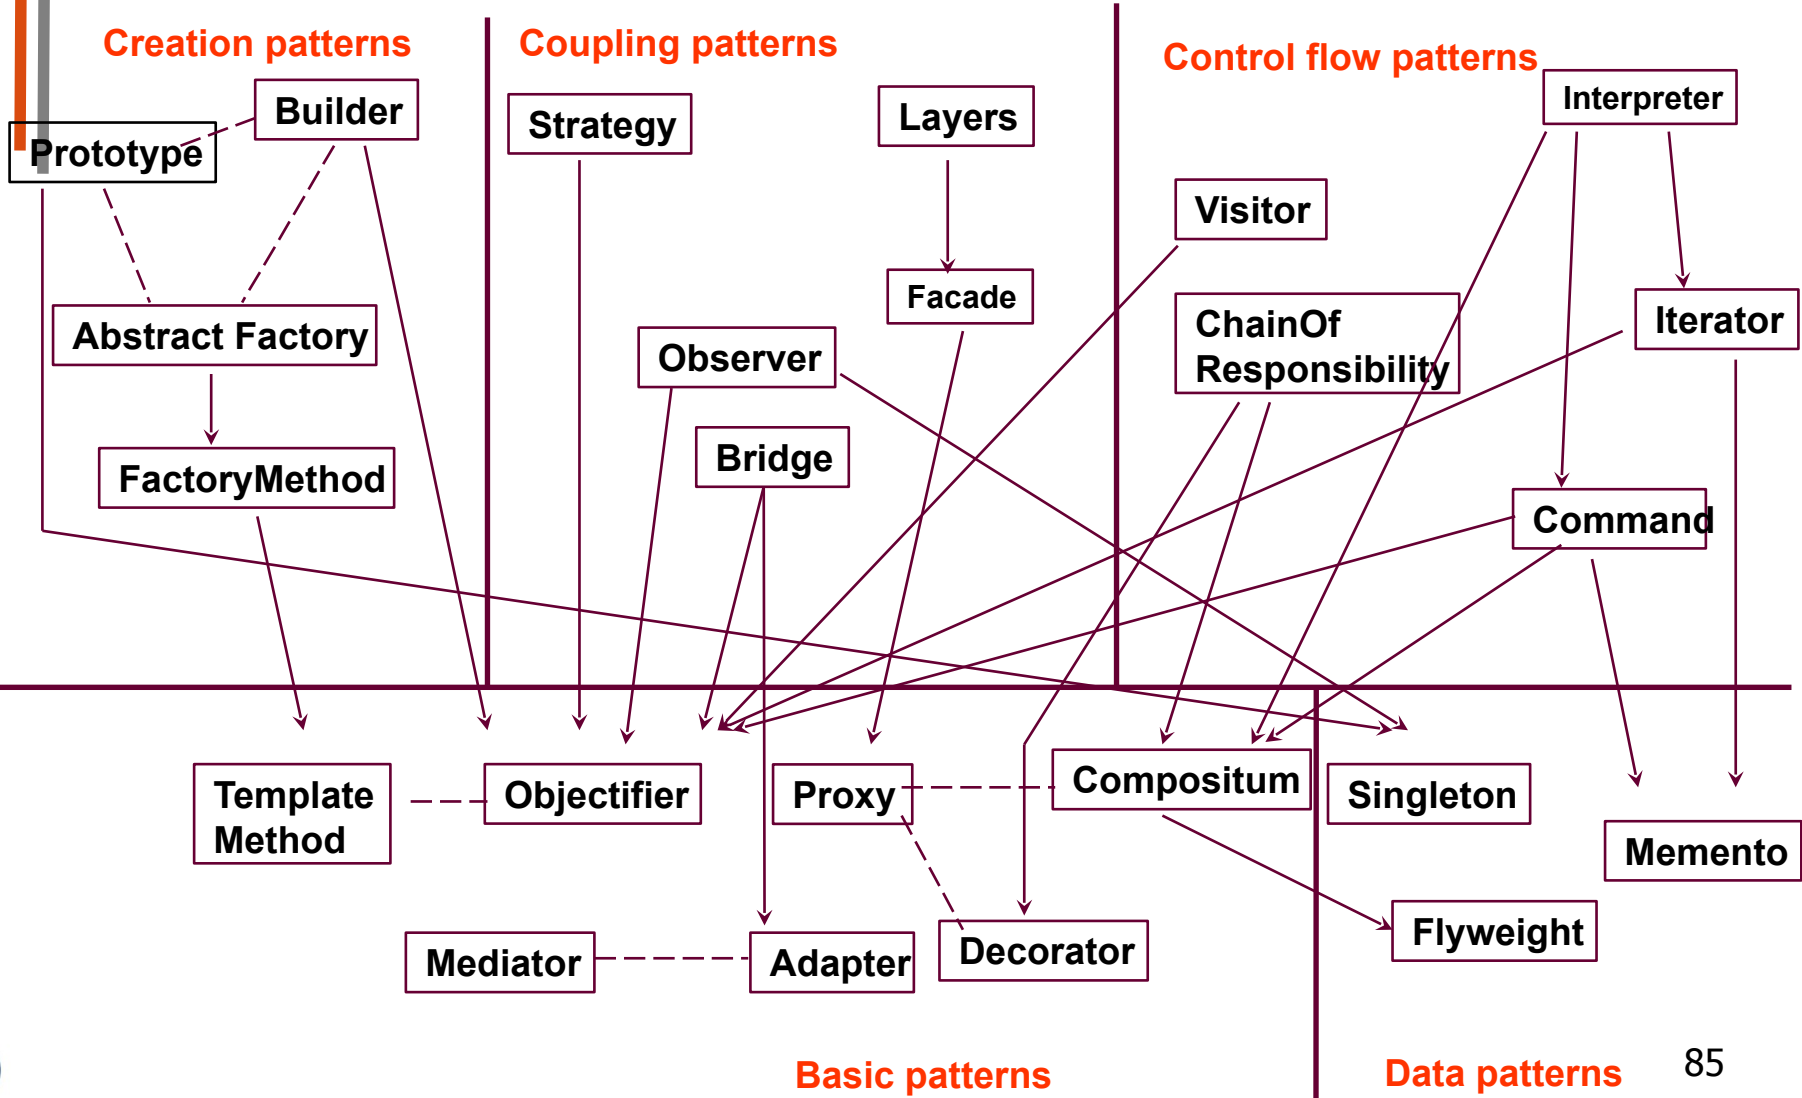 Creation patterns
Coupling patterns
Control flow patterns
Builder
Prototype
Strategy
Layers
Interpreter
Visitor
Abstract Factory
Facade
Observer
ChainOf
Responsibility
Iterator
FactoryMethod
Bridge
Command
Template
Method
Objectifier
Proxy
Compositum
Singleton
Memento
Mediator
Adapter
Decorator
Flyweight
Basic patterns
Data patterns
85